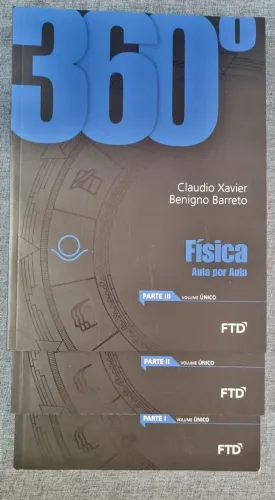 360º
Claudio Xavier
Benigno Barreto
Física
Aula por Aula
PARTE III VOLUME ÚNICO
FTD
PARTE II VOLUME ÚNICO
FTD
PARTE I VOLUME ÚNICO
FTD